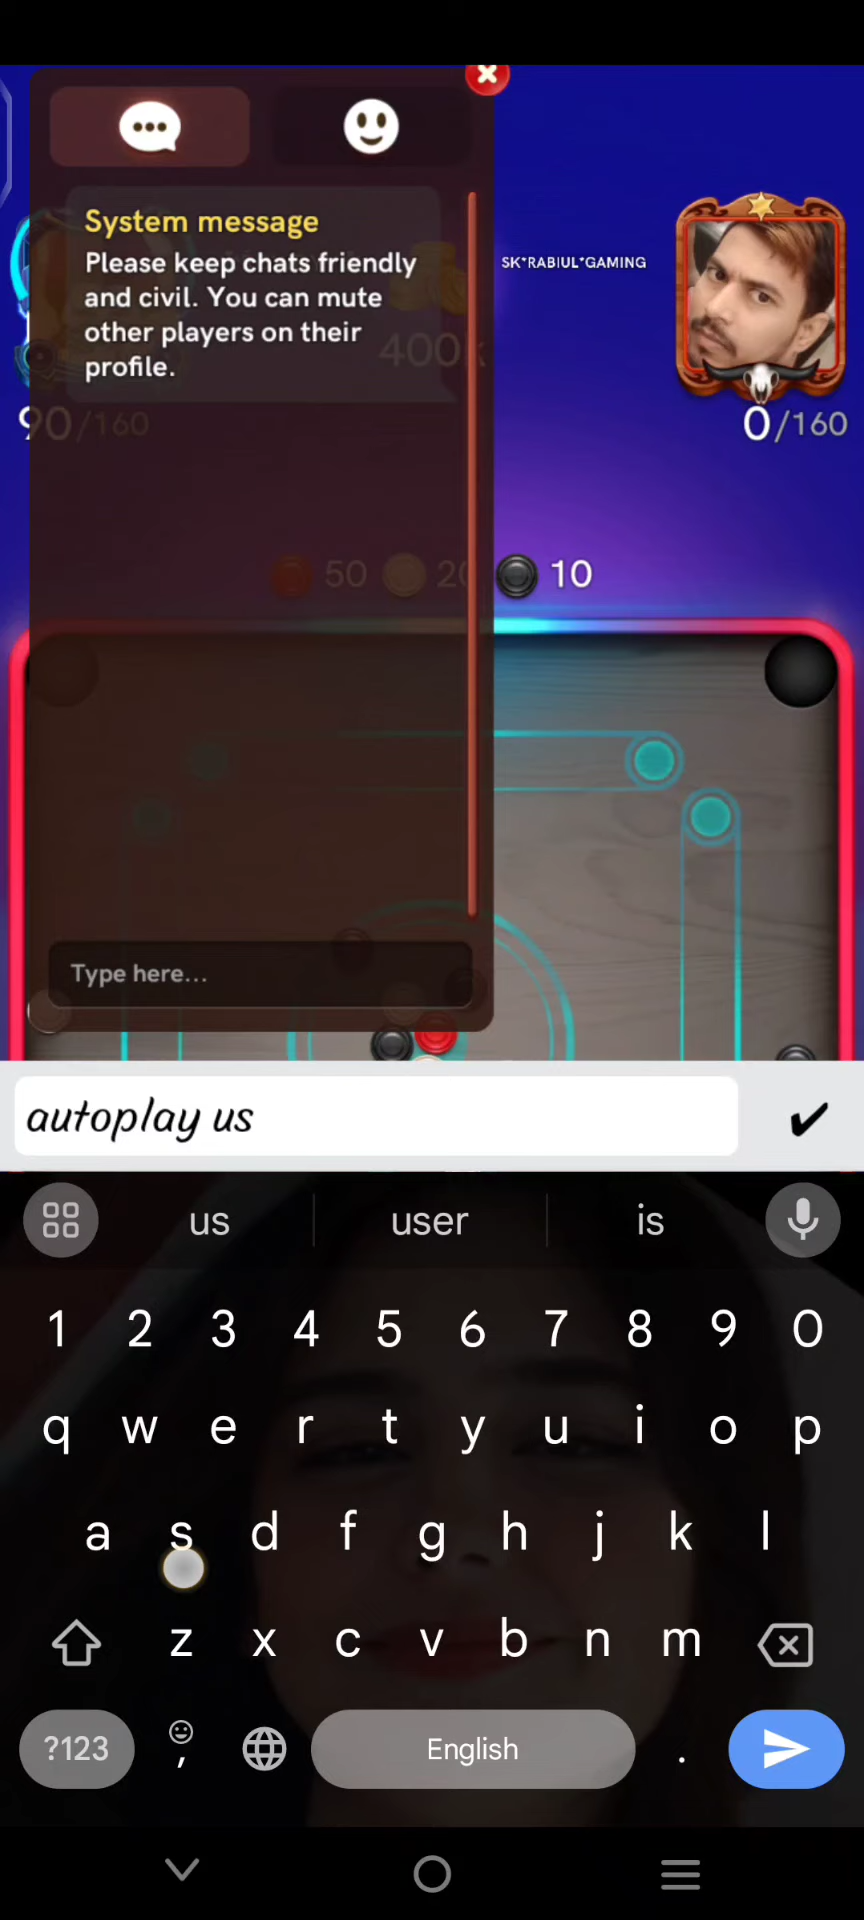 System message
Please keep chats friendly
and civil. You can mute
other players on their
profile.
SK*RABIUL*GAMING
400k
90/160
0/160
50 20 10
Type here...
autoplay us
us user is
1 2 3 4 5 6 7 8 9 0
q w e r t y u i o p
a s d f g h j k l
z x c v b n m
?123 , English .